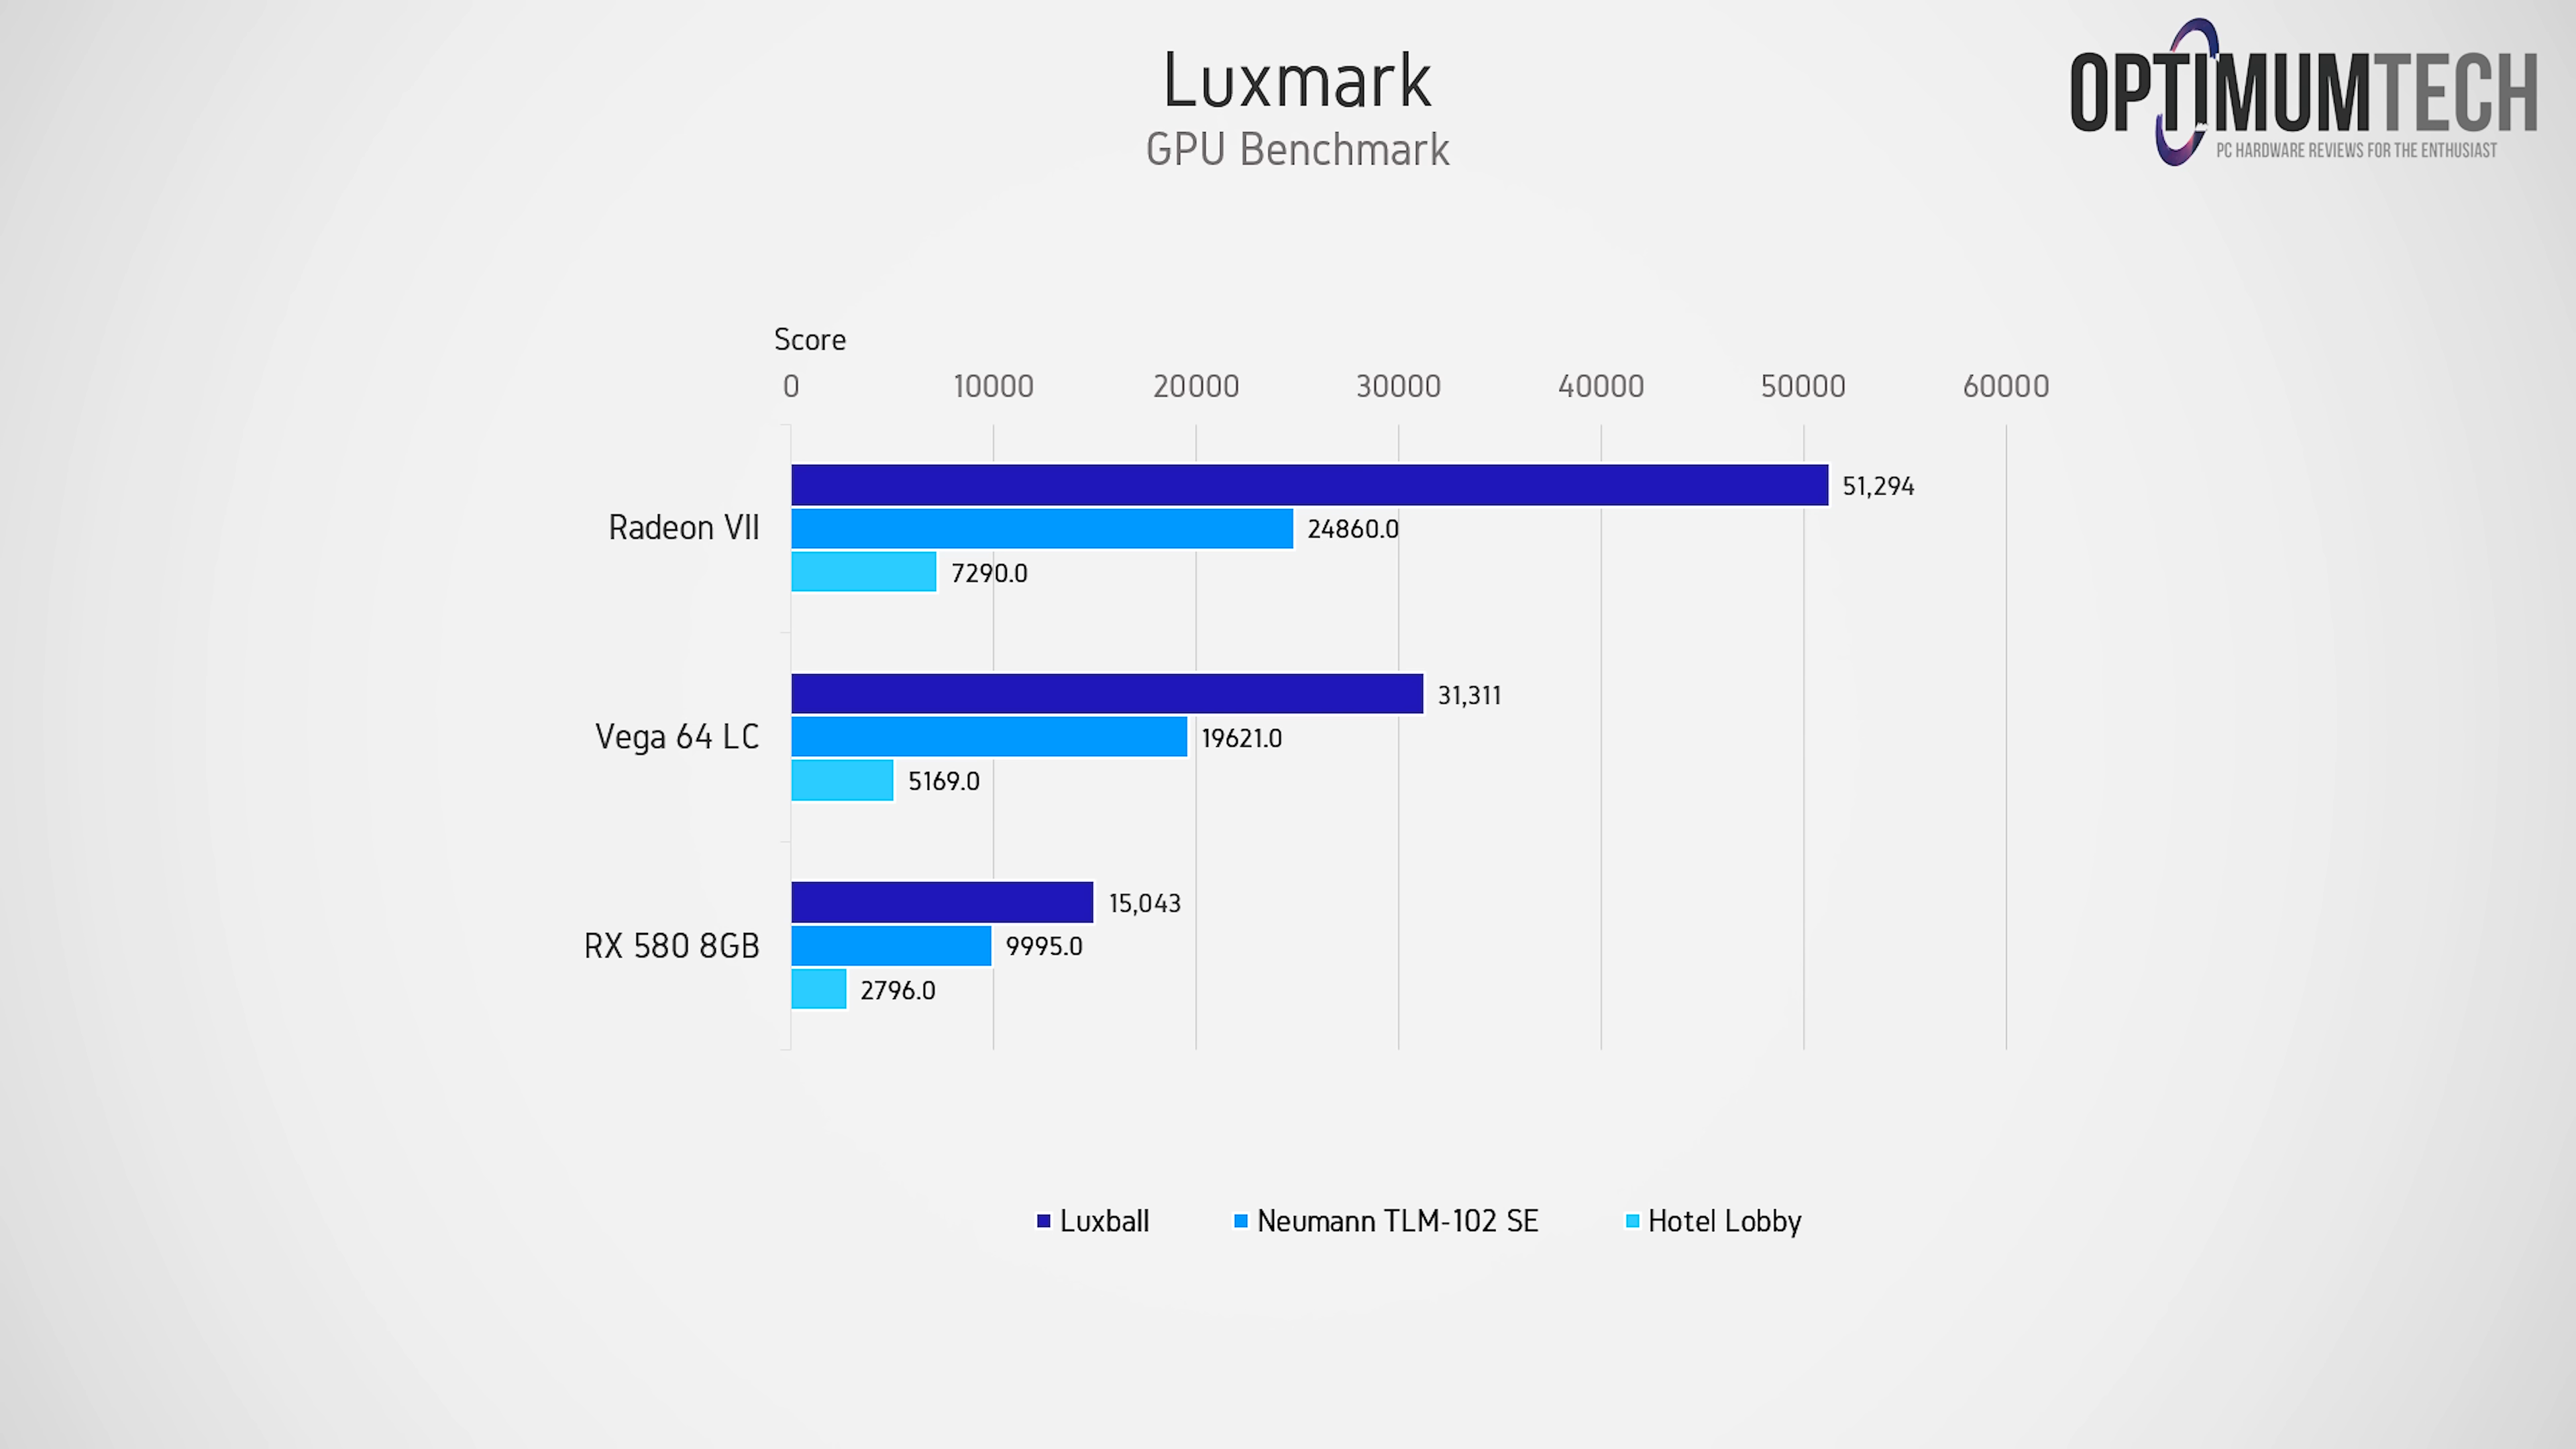 Luxmark
GPU Benchmark
OPTIMUMTECH
PC HARDWARE REVIEWS FOR THE ENTHUSIAST
Score
0 10000 20000 30000 40000 50000 60000
Radeon VII
51,294
24860.0
7290.0
Vega 64 LC
31,311
19621.0
5169.0
RX 580 8GB
15,043
9995.0
2796.0
Luxball Neumann TLM-102 SE Hotel Lobby